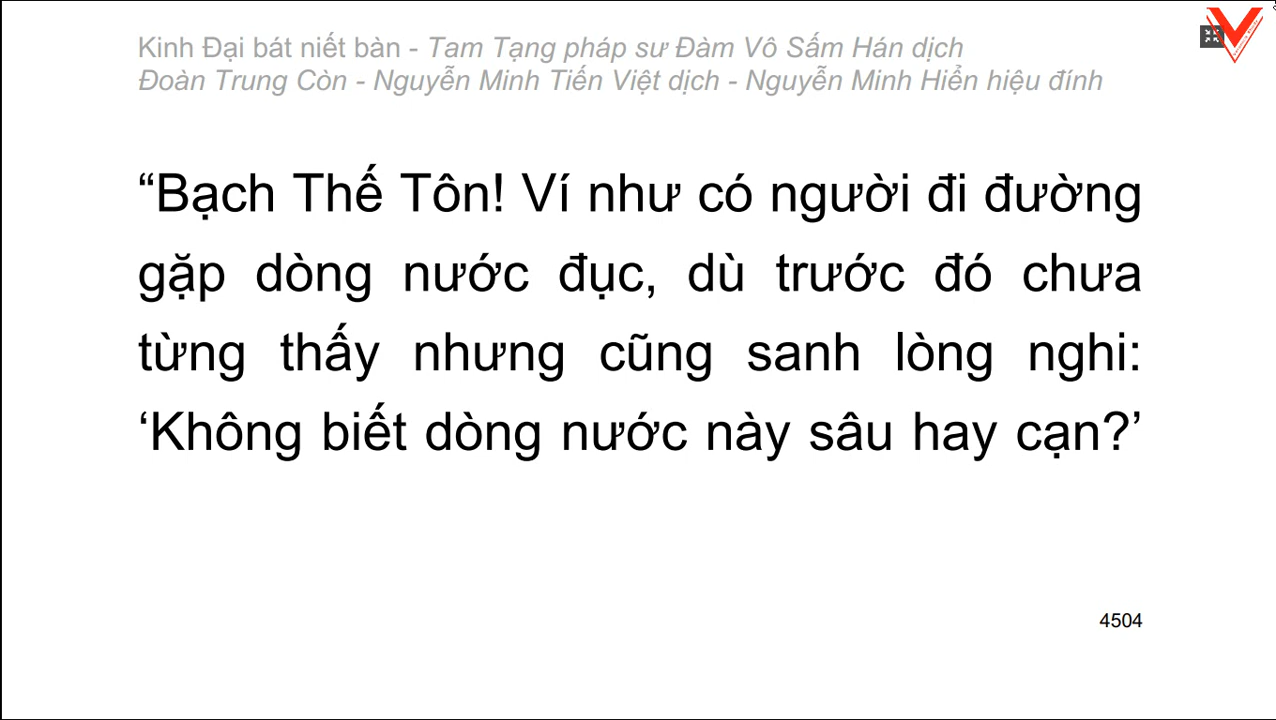 Kinh Đại bát niết bàn - Tam Tạng pháp sư Đàm Vô Sấm Hán dịch
Đoàn Trung Còn - Nguyễn Minh Tiến Việt dịch - Nguyễn Minh Hiển hiệu đính
“Bạch Thế Tôn! Ví như có người đi đường
gặp dòng nước đục, dù trước đó chưa
từng thấy nhưng cũng sanh lòng nghi:
‘Không biết dòng nước này sâu hay cạn?’
4504